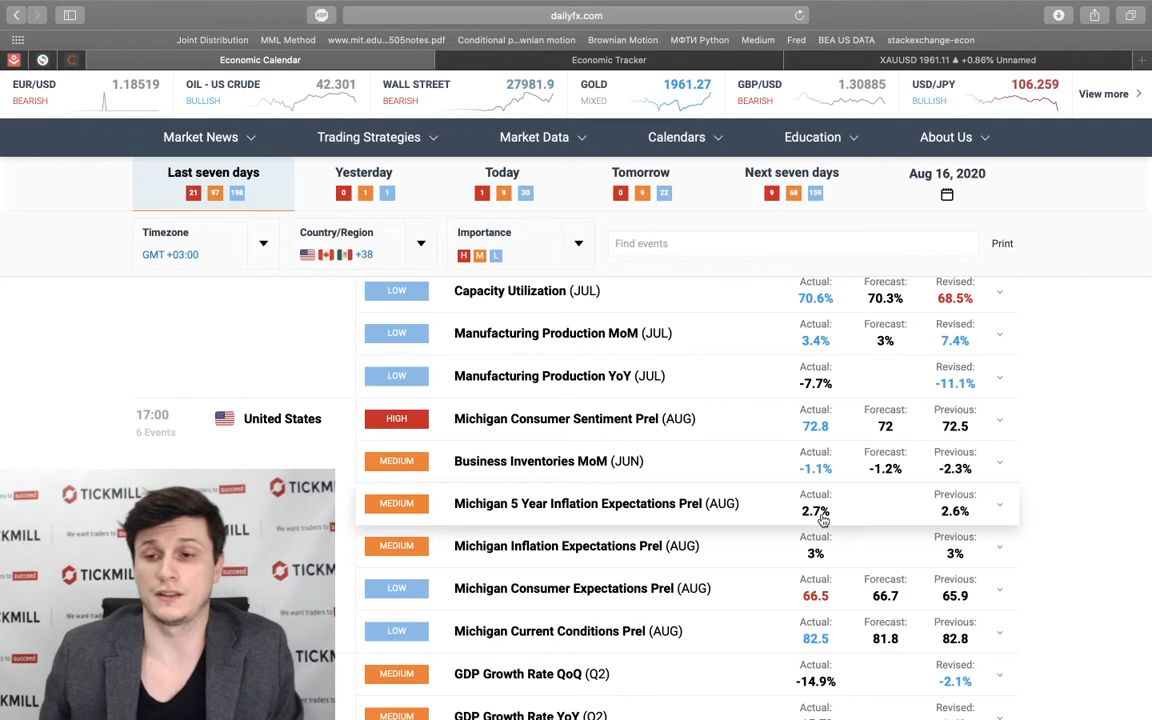 dailyfx.com
Joint Distribution MML Method www.mit.edu...505notes.pdf Conditional p...wnian motion Brownian Motion МФТИ Python Medium Fred BEA US DATA stackexchange-econ
Economic Calendar Economic Tracker XAUUSD 1961.11 ▲ +0.86% Unnamed
EUR/USD 1.18519 OIL - US CRUDE 42.301 WALL STREET 27981.9 GOLD 1961.27 GBP/USD 1.30885 USD/JPY 106.259 View more
BEARISH BULLISH BEARISH MIXED BEARISH BULLISH
Market News Trading Strategies Market Data Calendars Education About Us
Last seven days Yesterday Today Tomorrow Next seven days Aug 16, 2020
21 97 198 0 1 1 1 9 30 0 9 22 9 68 159
Timezone Country/Region Importance
GMT +03:00 +38 H M L Find events Print
Actual: Forecast: Revised:
LOW Capacity Utilization (JUL) 70.6% 70.3% 68.5%
Actual: Forecast: Revised:
LOW Manufacturing Production MoM (JUL) 3.4% 3% 7.4%
Actual: Revised:
LOW Manufacturing Production YoY (JUL) -7.7% -11.1%
17:00 United States
6 Events
Actual: Forecast: Previous:
HIGH Michigan Consumer Sentiment Prel (AUG) 72.8 72 72.5
Actual: Forecast: Previous:
MEDIUM Business Inventories MoM (JUN) -1.1% -1.2% -2.3%
Actual: Previous:
MEDIUM Michigan 5 Year Inflation Expectations Prel (AUG) 2.7% 2.6%
Actual: Previous:
MEDIUM Michigan Inflation Expectations Prel (AUG) 3% 3%
Actual: Forecast: Previous:
LOW Michigan Consumer Expectations Prel (AUG) 66.5 66.7 65.9
Actual: Forecast: Previous:
LOW Michigan Current Conditions Prel (AUG) 82.5 81.8 82.8
Actual: Revised:
MEDIUM GDP Growth Rate QoQ (Q2) -14.9% -2.1%
Actual: Revised:
MEDIUM GDP Growth Rate YoY (Q2)
TICKMILL
We want traders to succeed